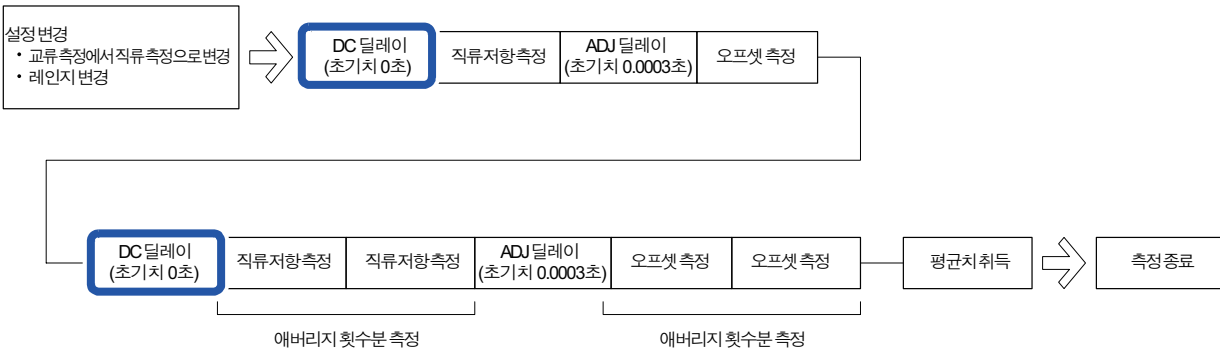 설정 변경
• 교류 측정에서 직류 측정으로 변경
• 레인지 변경
DC 딜레이
(초기치 0초)
직류 저항 측정
ADJ 딜레이
(초기치 0.0003초)
오프셋 측정
DC 딜레이
(초기치 0초)
직류 저항 측정
직류 저항 측정
ADJ 딜레이
(초기치 0.0003초)
오프셋 측정
오프셋 측정
평균치 취득
측정 종료
애버리지 횟수분 측정
애버리지 횟수분 측정